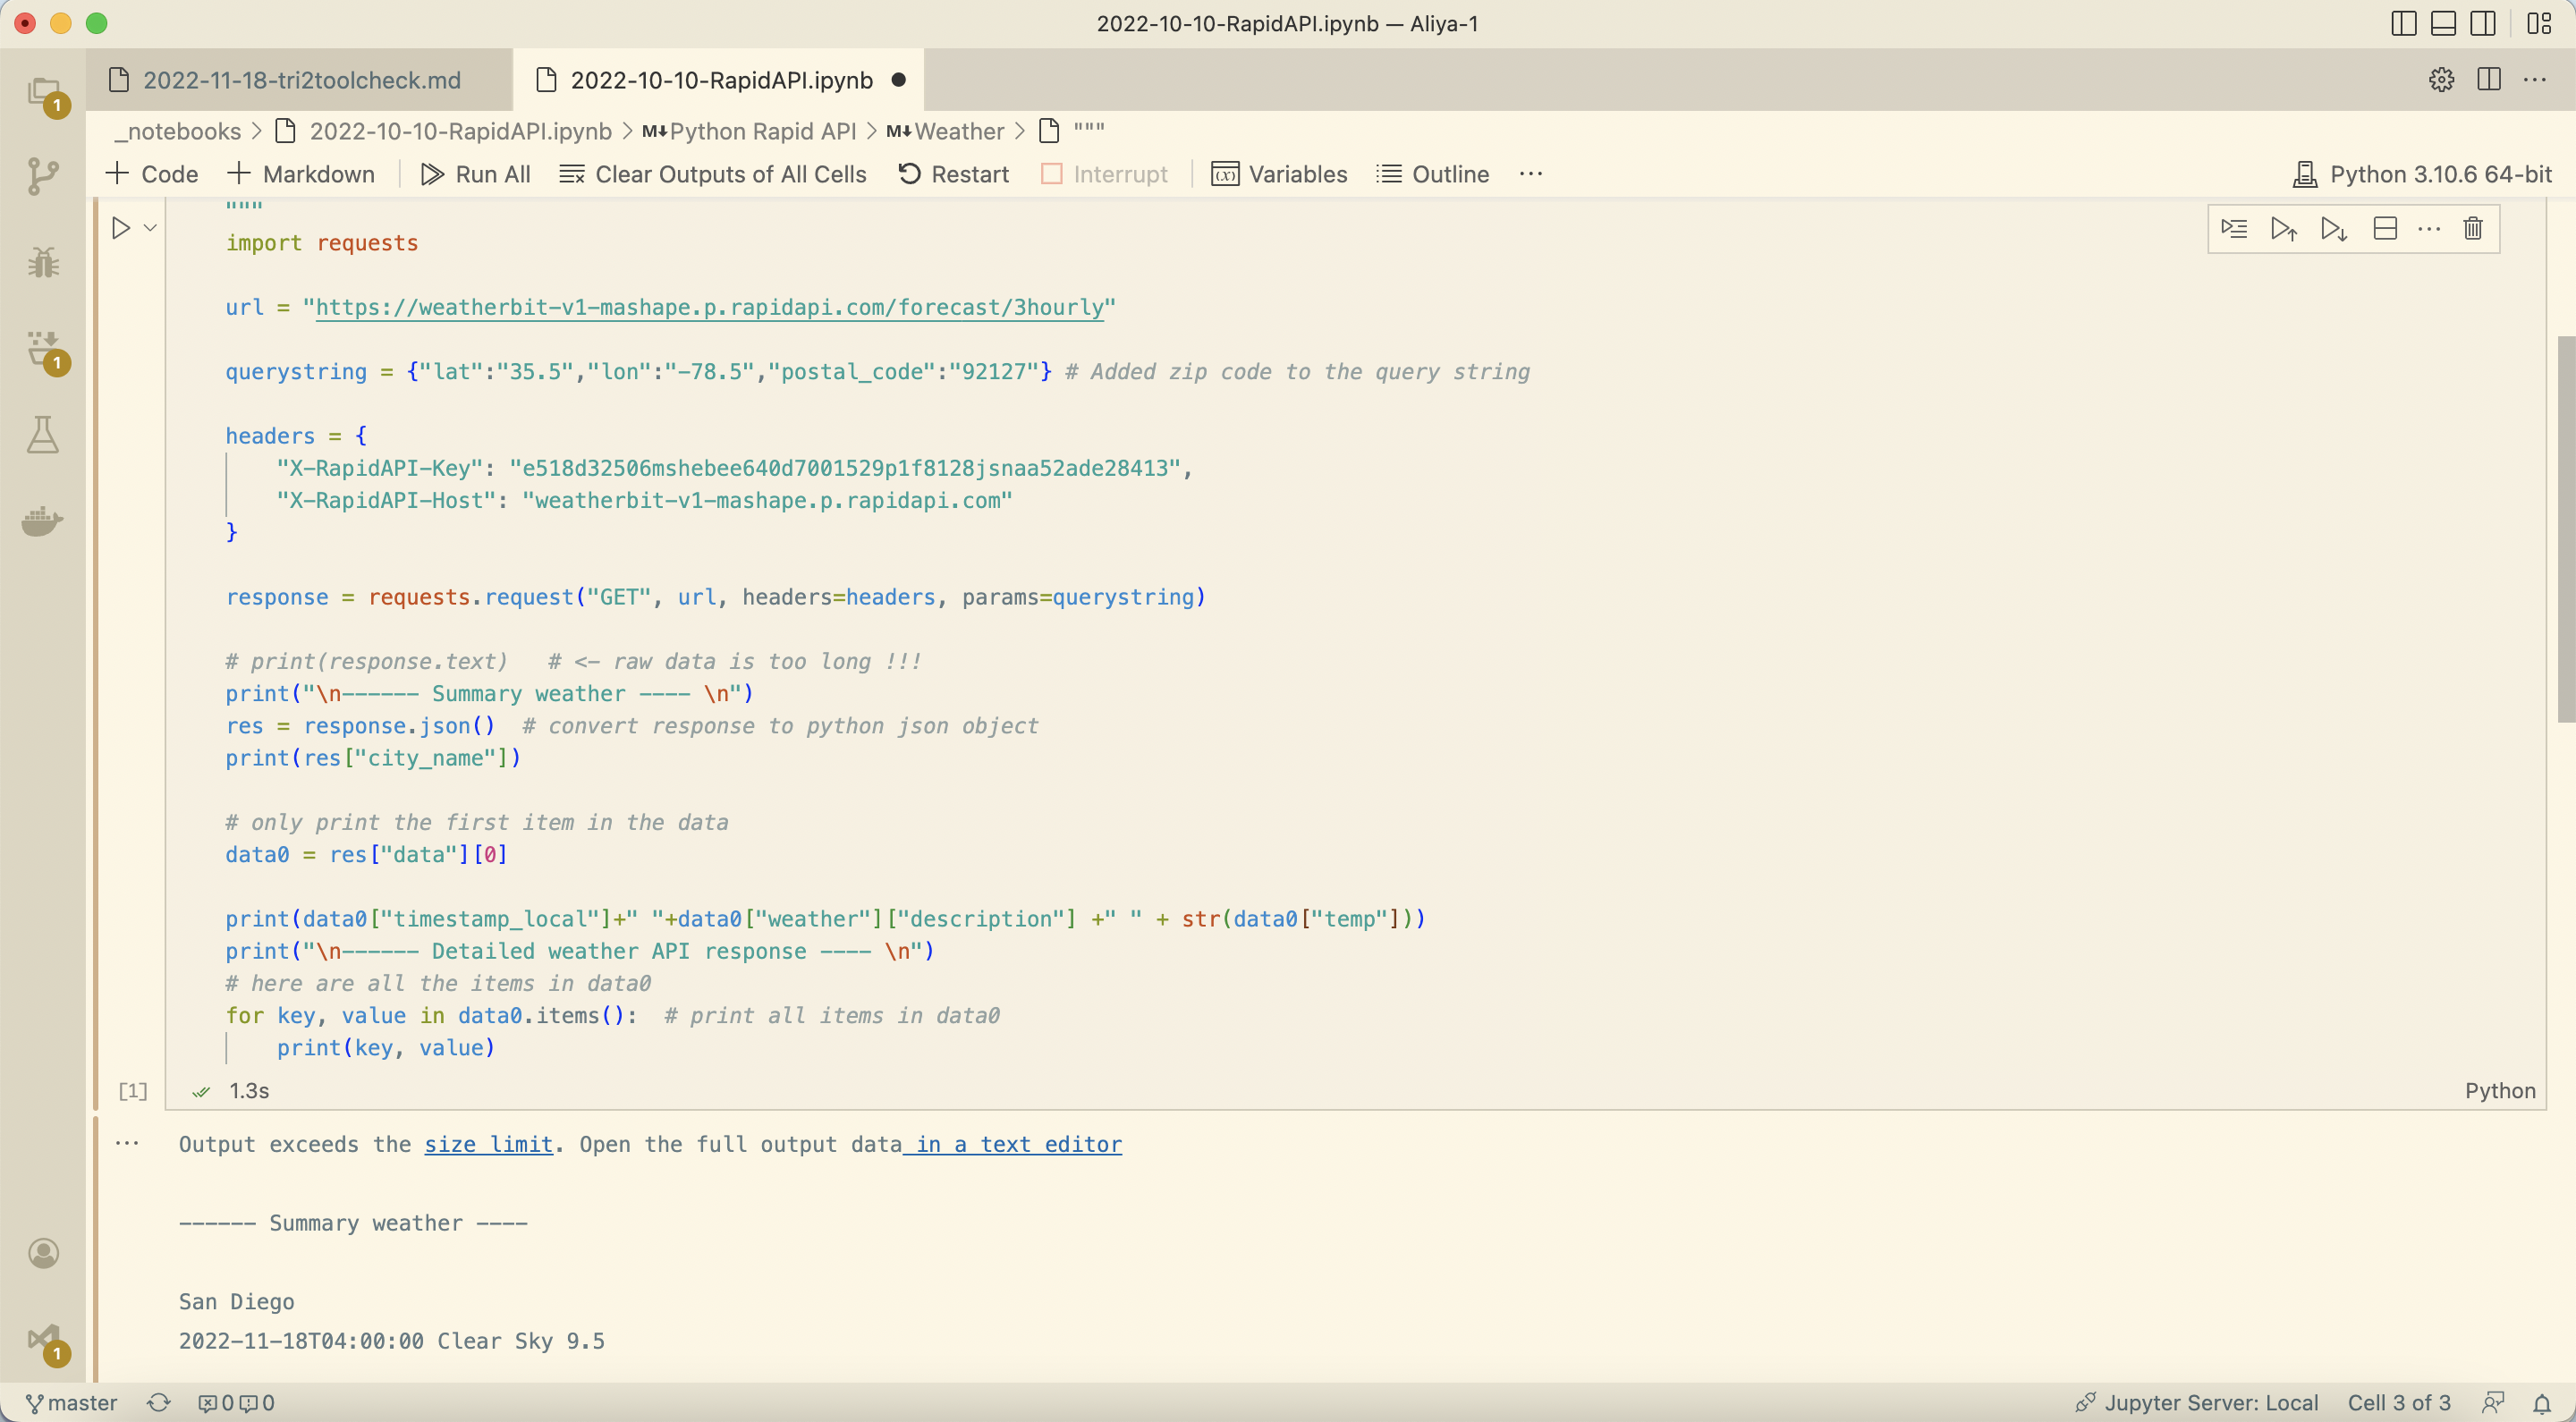 2022-10-10-RapidAPI.ipynb — Aliya-1
2022-11-18-tri2toolcheck.md
2022-10-10-RapidAPI.ipynb
_notebooks > 2022-10-10-RapidAPI.ipynb > M↓Python Rapid API > M↓Weather > """
+ Code + Markdown Run All Clear Outputs of All Cells Restart Interrupt Variables Outline ··· Python 3.10.6 64-bit
"""
import requests
url = "https://weatherbit-v1-mashape.p.rapidapi.com/forecast/3hourly"
querystring = {"lat":"35.5","lon":"-78.5","postal_code":"92127"} # Added zip code to the query string
headers = {
    "X-RapidAPI-Key": "e518d32506mshebee640d7001529p1f8128jsnaa52ade28413",
    "X-RapidAPI-Host": "weatherbit-v1-mashape.p.rapidapi.com"
}
response = requests.request("GET", url, headers=headers, params=querystring)
# print(response.text)   # <- raw data is too long !!!
print("\n------ Summary weather ---- \n")
res = response.json()  # convert response to python json object
print(res["city_name"])
# only print the first item in the data
data0 = res["data"][0]
print(data0["timestamp_local"]+" "+data0["weather"]["description"] +" " + str(data0["temp"]))
print("\n------ Detailed weather API response ---- \n")
# here are all the items in data0
for key, value in data0.items():  # print all items in data0
    print(key, value)
[1] 1.3s Python
Output exceeds the size limit. Open the full output data in a text editor
------ Summary weather ----
San Diego
2022-11-18T04:00:00 Clear Sky 9.5
1
1
1
master 0 0 Jupyter Server: Local Cell 3 of 3